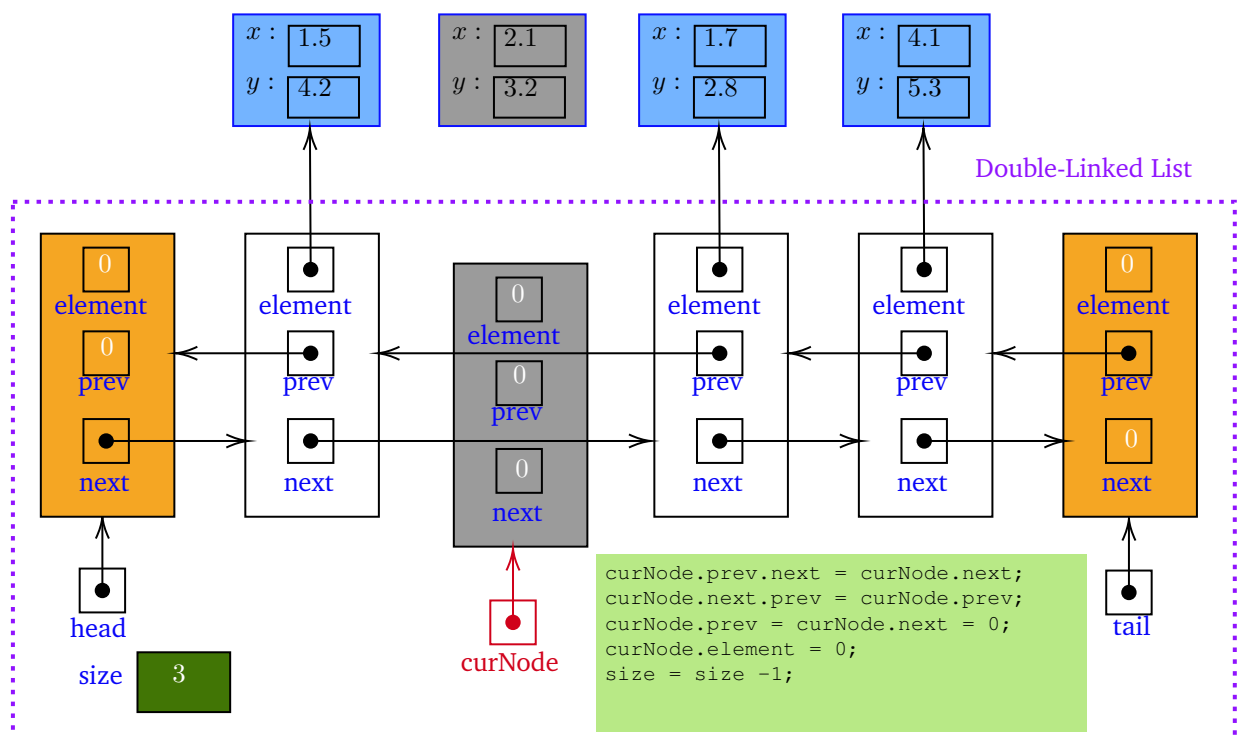 x : 1.5 x : 2.1 x : 1.7 x : 4.1
y : 4.2 y : 3.2 y : 2.8 y : 5.3
Double-Linked List
0 0
element element element element element
0
element
0
prev prev prev prev prev
0
prev
0
next next next next next
0
next
head
curNode
tail
size 3
curNode.prev.next = curNode.next;
curNode.next.prev = curNode.prev;
curNode.prev = curNode.next = 0;
curNode.element = 0;
size = size -1;